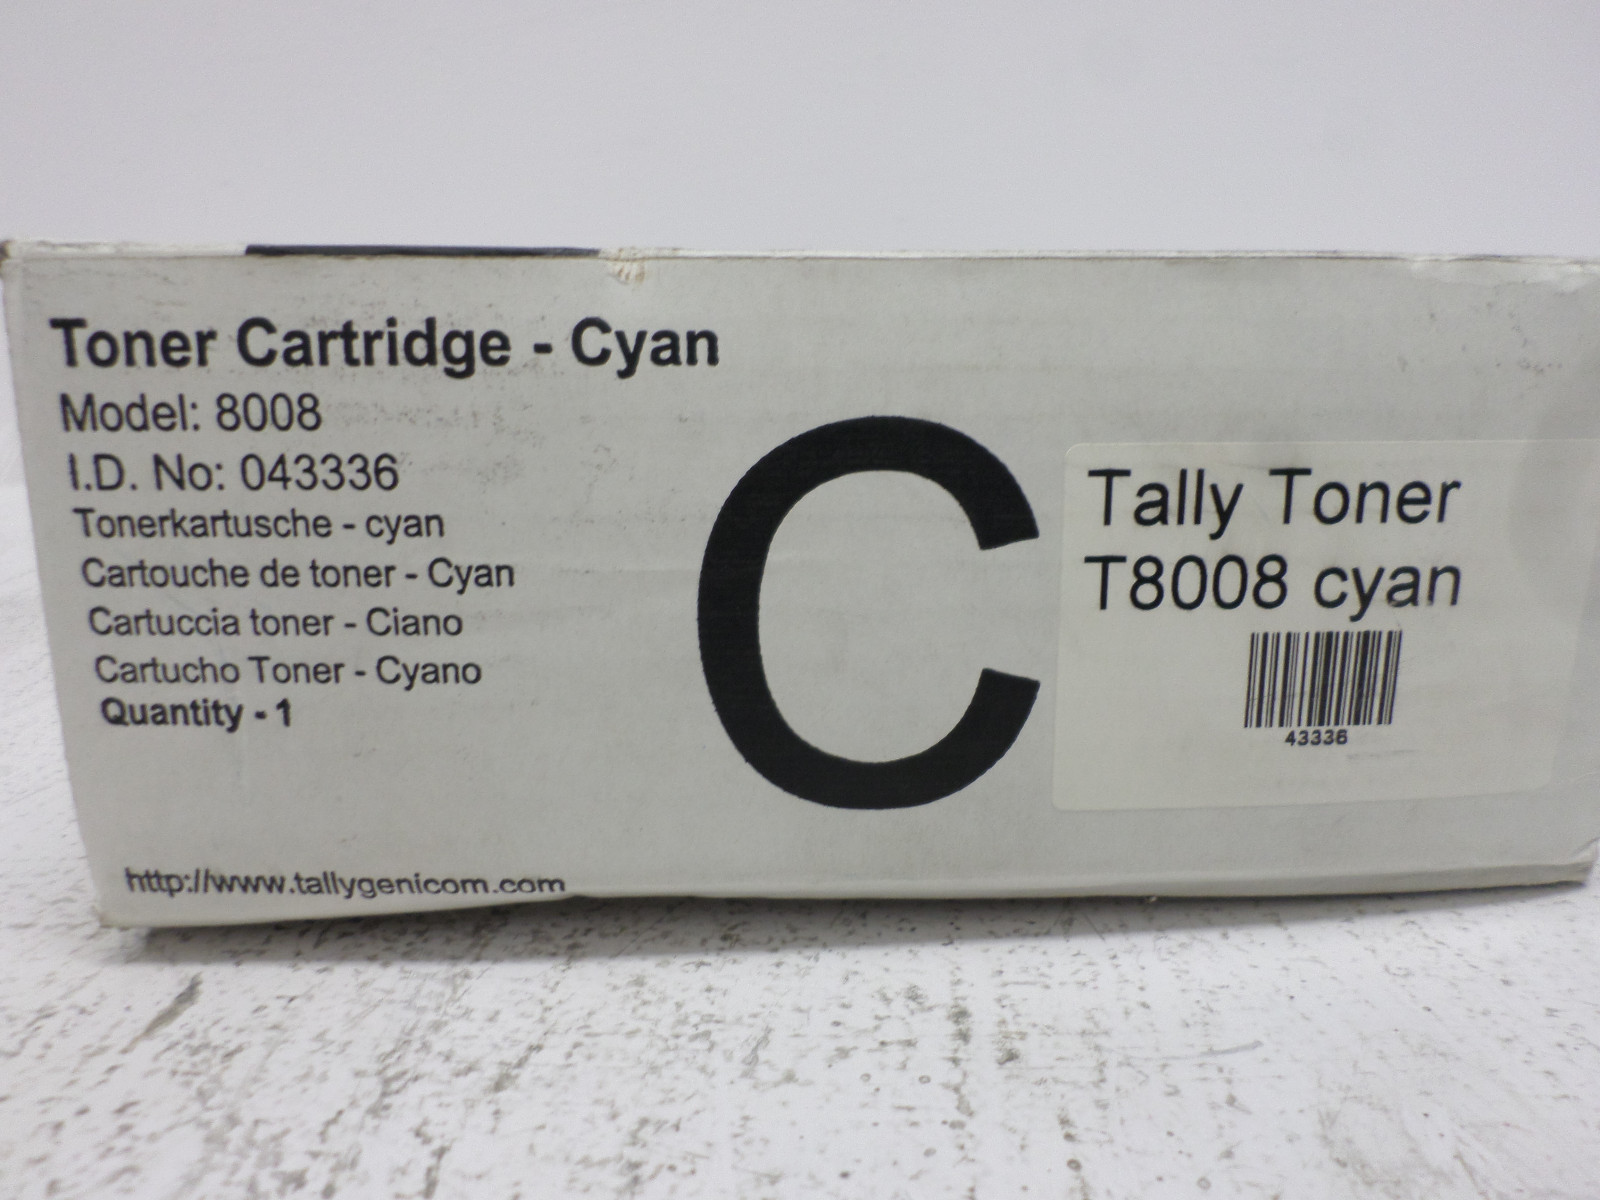 Toner Cartridge - Cyan
Model: 8008
I.D. No: 043336
Tonerkartusche - cyan
Cartouche de toner - Cyan
Cartuccia toner - Ciano
Cartucho Toner - Cyano
Quantity - 1
http://www.tallygenicom.com
C
Tally Toner
T8008 cyan
43336